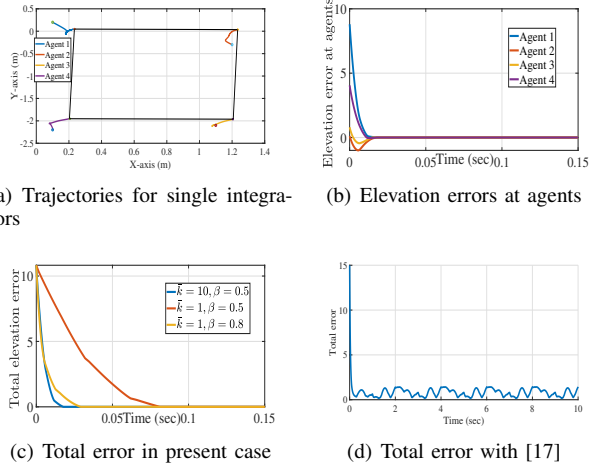 0.5
0
-0.5
-1
-1.5
-2
-2.5
Y-axis (m)
Agent 1
Agent 2
Agent 3
Agent 4
0 0.2 0.4 0.6 0.8 1 1.2 1.4
X-axis (m)
a) Trajectories for single integra-
ors
10
5
0
Elevation error at agents
Agent 1
Agent 2
Agent 3
Agent 4
0 0.05 0.1 0.15
Time (sec)
(b) Elevation errors at agents
10
5
0
Total elevation error
k̄ = 10, β = 0.5
k̄ = 1, β = 0.5
k̄ = 1, β = 0.8
0 0.05 0.1 0.15
Time (sec)
(c) Total error in present case
15
10
5
0
Total error
0 2 4 6 8 10
Time (sec)
(d) Total error with [17]